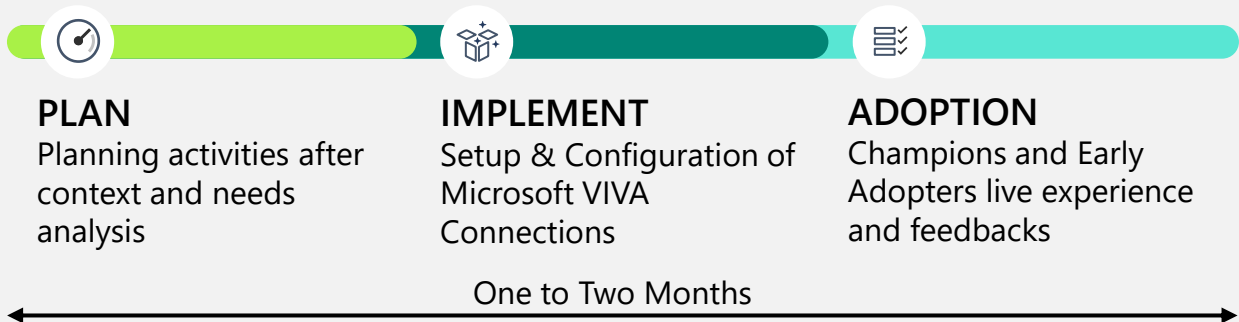 PLAN
Planning activities after
context and needs
analysis
IMPLEMENT
Setup & Configuration of
Microsoft VIVA
Connections
ADOPTION
Champions and Early
Adopters live experience
and feedbacks
One to Two Months